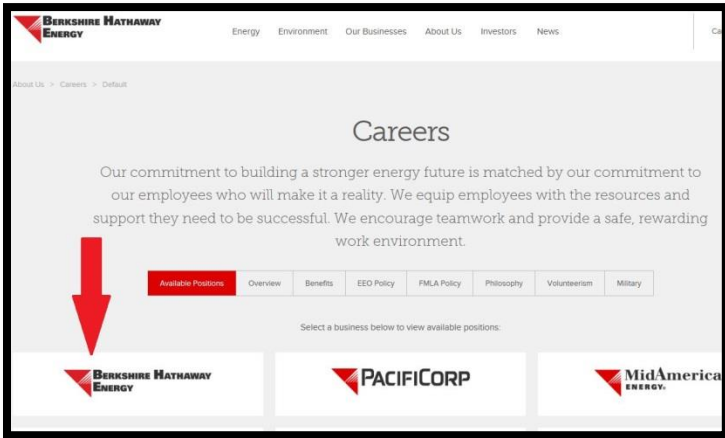 BERKSHIRE HATHAWAY
ENERGY
Energy Environment Our Businesses About Us Investors News
About Us > Careers > Default
Careers
Our commitment to building a stronger energy future is matched by our commitment to
our employees who will make it a reality. We equip employees with the resources and
support they need to be successful. We encourage teamwork and provide a safe, rewarding
work environment.
Available Positions Overview Benefits EEO Policy FMLA Policy Philosophy Volunteerism Military
Select a business below to view available positions:
BERKSHIRE HATHAWAY
ENERGY
PACIFICORP
MidAmerica
ENERGY.